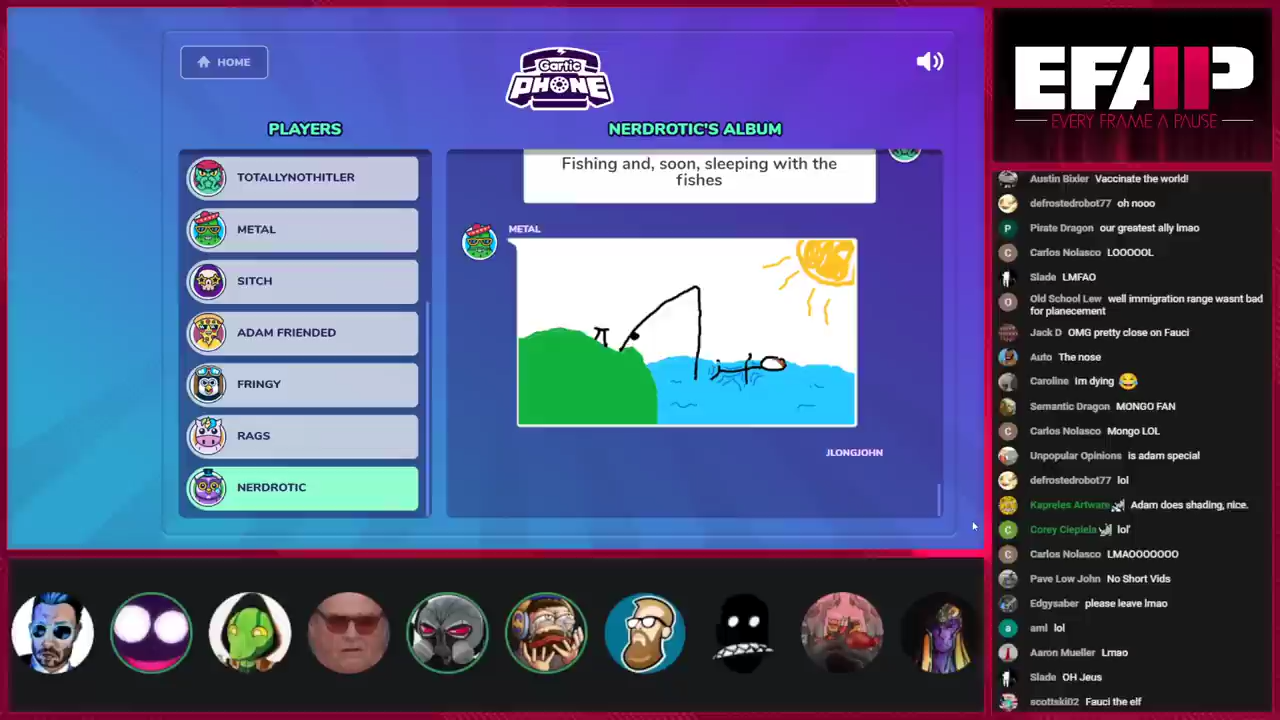 HOME
Gartic
PHONE
PLAYERS
NERDROTIC'S ALBUM
TOTALLYNOTHITLER
METAL
SITCH
ADAM FRIENDED
FRINGY
RAGS
NERDROTIC
Fishing and, soon, sleeping with the
fishes
METAL
JLONGJOHN
EFAP
EVERY FRAME A PAUSE
Austin Bixler Vaccinate the world!
defrostedrobot77 oh nooo
P Pirate Dragon our greatest ally lmao
C Carlos Nolasco LOOOOOL
Slade LMFAO
O Old School Lew well immigration range wasnt bad
for planecement
Jack D OMG pretty close on Fauci
Auto The nose
Caroline Im dying 😂
Semantic Dragon MONGO FAN
C Carlos Nolasco Mongo LOL
Unpopular Opinions is adam special
defrostedrobot77 lol
Kapreles Artware Adam does shading, nice.
C Corey Ciepiela lol'
C Carlos Nolasco LMAOOOOOOO
Pave Low John No Short Vids
Edgysaber please leave lmao
a aml lol
Aaron Mueller Lmao
Slade OH Jeus
scottski02 Fauci the elf